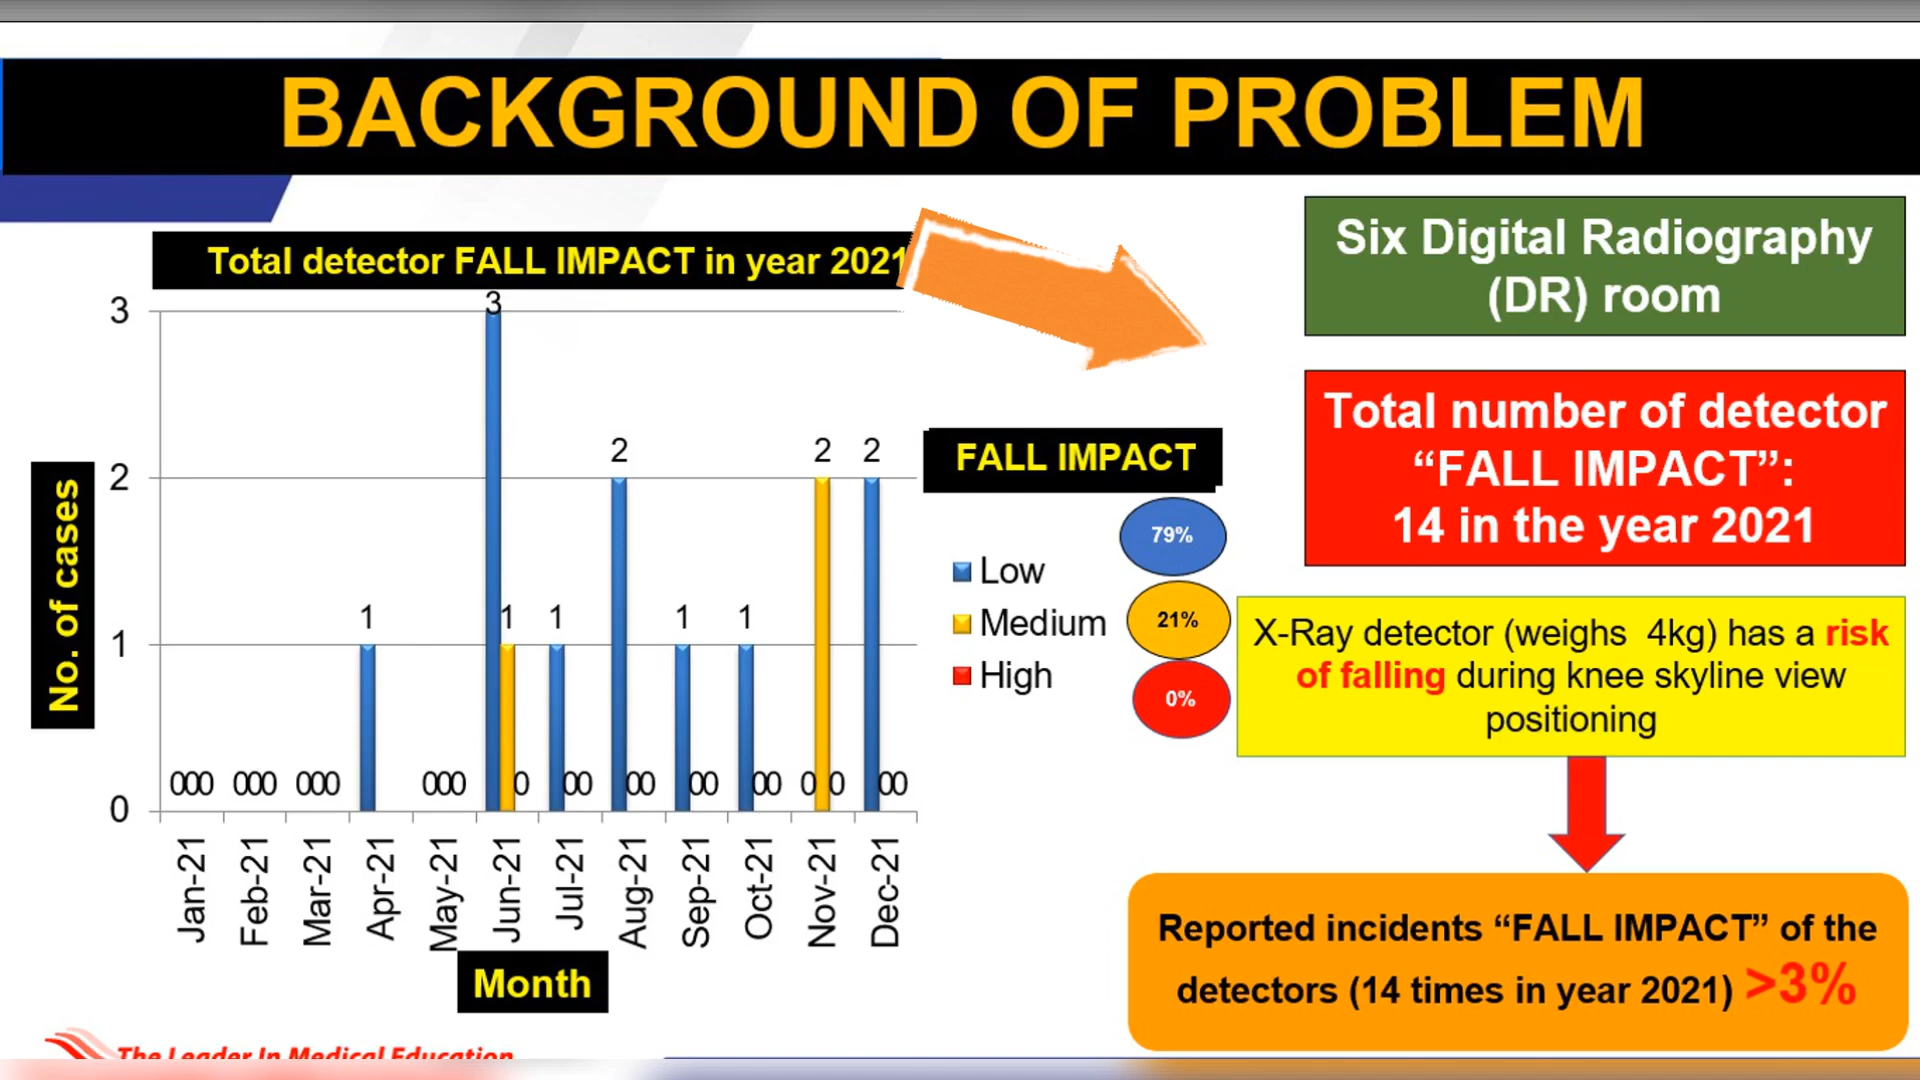 BACKGROUND OF PROBLEM
Total detector FALL IMPACT in year 2021
No. of cases
3
2
1
0
3
2
2
2
1
1
1
1
1
000
000
000
000
0
00
00
00
00
0
0
00
Jan-21
Feb-21
Mar-21
Apr-21
May-21
Jun-21
Jul-21
Aug-21
Sep-21
Oct-21
Nov-21
Dec-21
Month
FALL IMPACT
Low
Medium
High
79%
21%
0%
Six Digital Radiography
(DR) room
Total number of detector
“FALL IMPACT”:
14 in the year 2021
X-Ray detector (weighs 4kg) has a risk
of falling during knee skyline view
positioning
Reported incidents “FALL IMPACT” of the
detectors (14 times in year 2021) >3%
The Leader In Medical Education